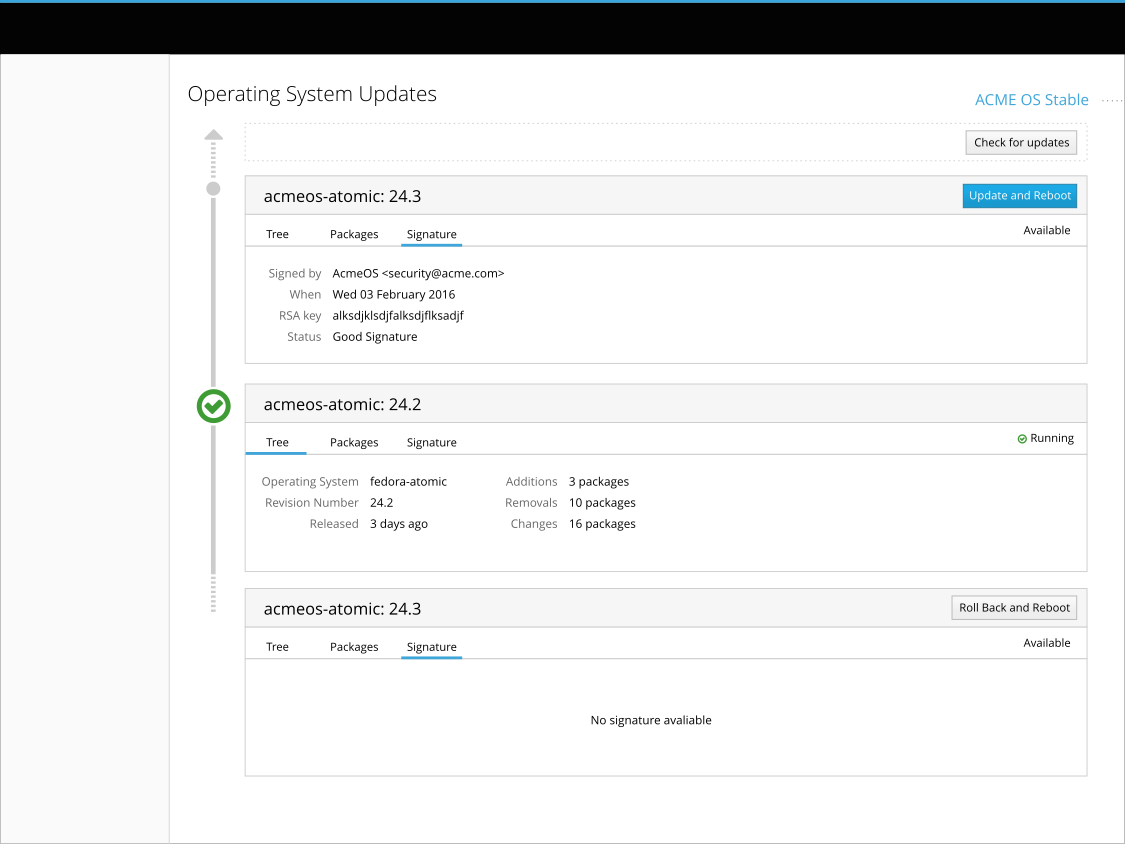 Operating System Updates
ACME OS Stable
Check for updates
acmeos-atomic: 24.3
Update and Reboot
Tree Packages Signature
Available
Signed by AcmeOS <security@acme.com>
When Wed 03 February 2016
RSA key alksdjklsdjfalksdjflksadjf
Status Good Signature
acmeos-atomic: 24.2
Tree Packages Signature
Running
Operating System fedora-atomic Additions 3 packages
Revision Number 24.2 Removals 10 packages
Released 3 days ago Changes 16 packages
acmeos-atomic: 24.3
Roll Back and Reboot
Tree Packages Signature
Available
No signature avaliable